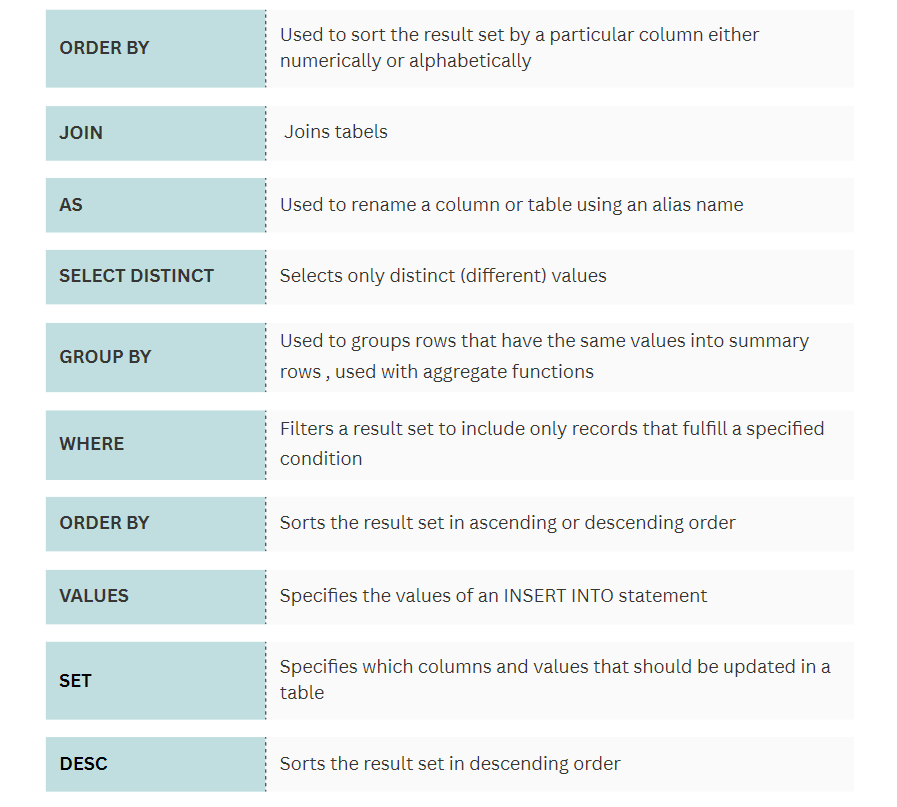 ORDER BY
Used to sort the result set by a particular column either
numerically or alphabetically
JOIN
Joins tabels
AS
Used to rename a column or table using an alias name
SELECT DISTINCT
Selects only distinct (different) values
GROUP BY
Used to groups rows that have the same values into summary
rows , used with aggregate functions
WHERE
Filters a result set to include only records that fulfill a specified
condition
ORDER BY
Sorts the result set in ascending or descending order
VALUES
Specifies the values of an INSERT INTO statement
SET
Specifies which columns and values that should be updated in a
table
DESC
Sorts the result set in descending order